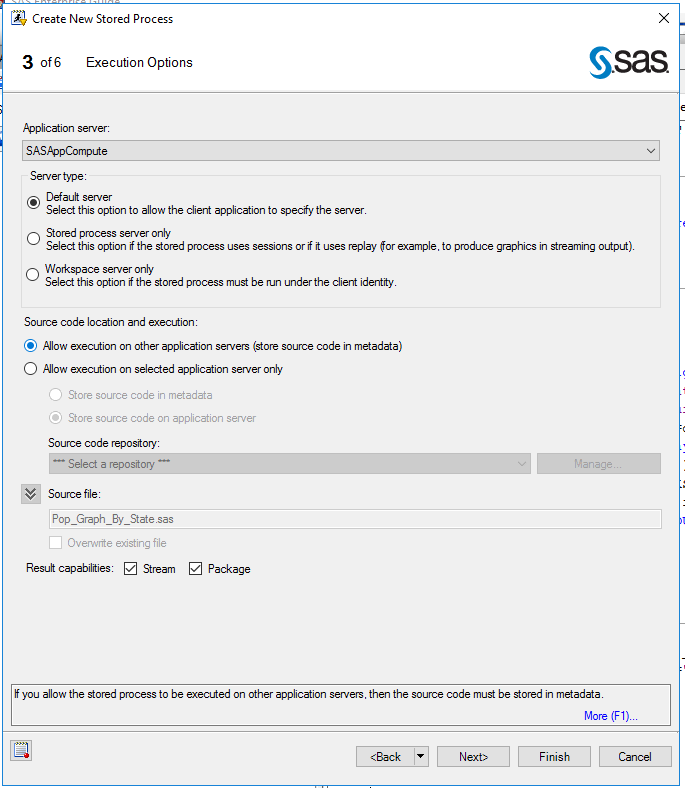 SAS Enterprise Guide
Create New Stored Process
3 of 6 Execution Options
sas.
Application server:
SASAppCompute
Server type:
Default server
Select this option to allow the client application to specify the server.
Stored process server only
Select this option if the stored process uses sessions or if it uses replay (for example, to produce graphics in streaming output).
Workspace server only
Select this option if the stored process must be run under the client identity.
Source code location and execution:
Allow execution on other application servers (store source code in metadata)
Allow execution on selected application server only
Store source code in metadata
Store source code on application server
Source code repository:
*** Select a repository *** Manage...
Source file:
Pop_Graph_By_State.sas
Overwrite existing file
Result capabilities: Stream Package
If you allow the stored process to be executed on other application servers, then the source code must be stored in metadata.
More (F1)...
<Back Next> Finish Cancel